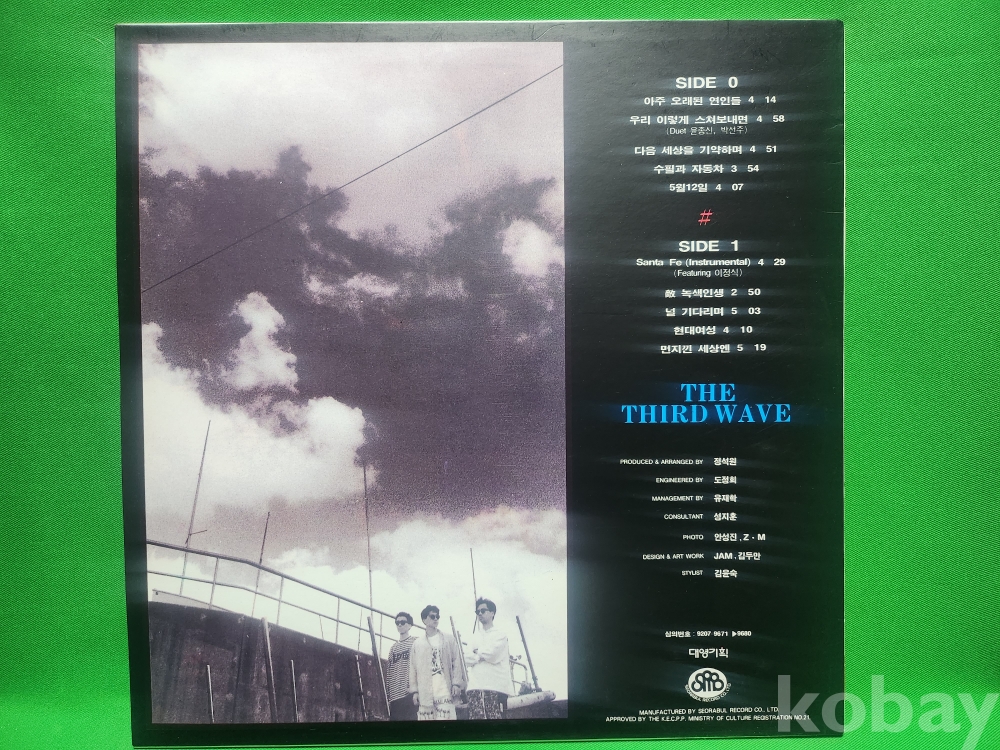 SIDE 0
아주 오래된 연인들 4 14
우리 이렇게 스쳐보내면 4 58
(Duet 윤종신, 박선주)
다음 세상을 기약하며 4 51
수필과 자동차 3 54
5월12일 4 07
#
SIDE 1
Santa Fe (Instrumental) 4 29
(Featuring 이정식)
敵 녹색인생 2 50
널 기다리며 5 03
현대여성 4 10
먼지낀 세상엔 5 19
THE
THIRD WAVE
PRODUCED & ARRANGED BY 정석원
ENGINEERED BY 도정회
MANAGEMENT BY 유재학
CONSULTANT 성지훈
PHOTO 안성진, Z·M
DESIGN & ART WORK JAM, 김두만
STYLIST 김윤숙
심의번호 : 9207 9671 ▶9680
대영기획
SRB
SEORABUL RECORD CO., LTD
MANUFACTURED BY SEORABUL RECORD CO., LTD.
APPROVED BY THE K.E.C.P.P. MINISTRY OF CULTURE REGISTRATION NO.21.
kobay